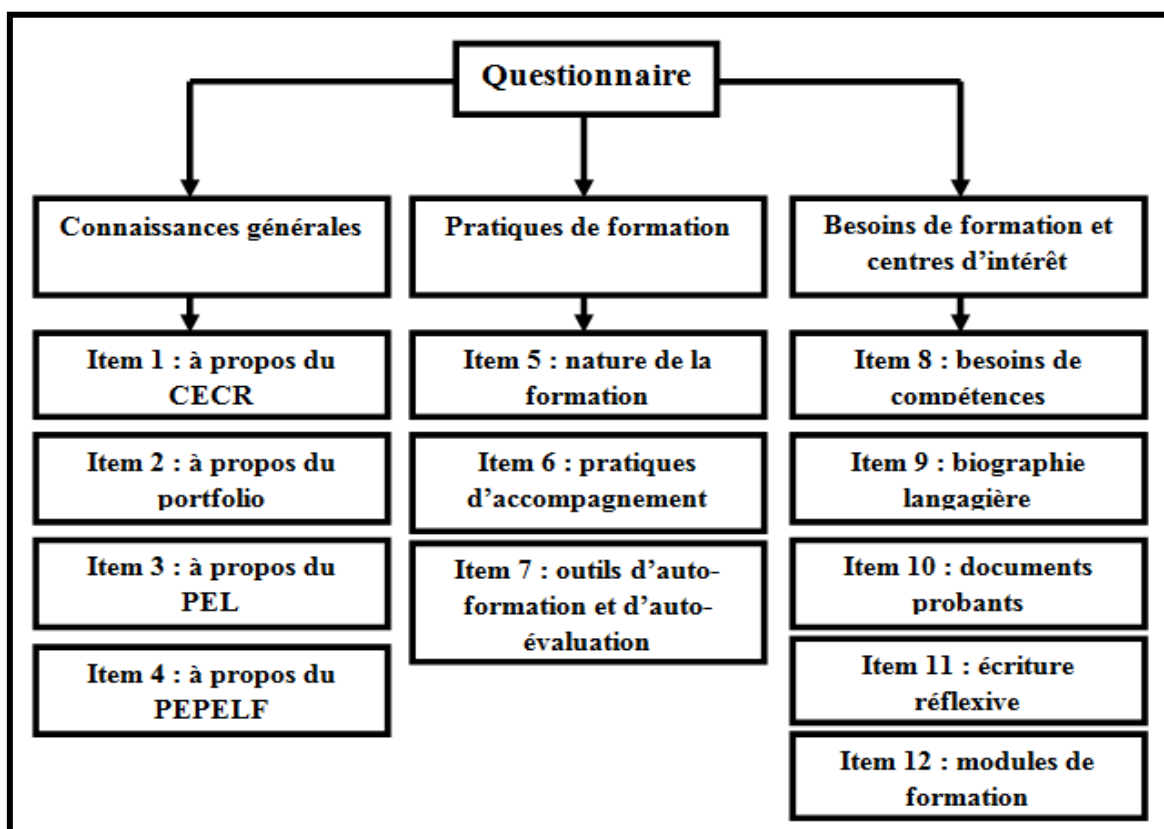 Questionnaire
Connaissances générales
Pratiques de formation
Besoins de formation et
centres d’intérêt
Item 1 : à propos du
CECR
Item 2 : à propos du
portfolio
Item 3 : à propos du
PEL
Item 4 : à propos du
PEPELF
Item 5 : nature de la
formation
Item 6 : pratiques
d’accompagnement
Item 7 : outils d’auto-
formation et d’auto-
évaluation
Item 8 : besoins de
compétences
Item 9 : biographie
langagière
Item 10 : documents
probants
Item 11 : écriture
réflexive
Item 12 : modules de
formation